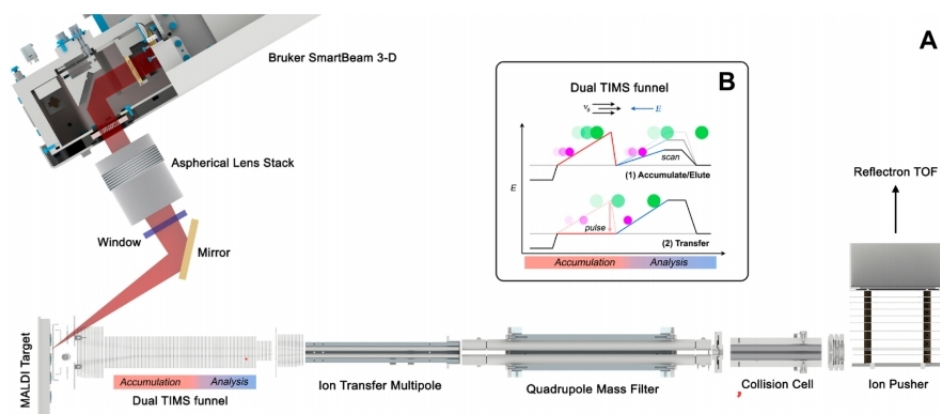 A
Bruker SmartBeam 3-D
B
Dual TIMS funnel
vg
E
Aspherical Lens Stack
scan
(1) Accumulate/Elute
Reflectron TOF
E
Window
Mirror
pulse
(2) Transfer
Accumulation Analysis
MALDI Target
Accumulation Analysis
Dual TIMS funnel
Ion Transfer Multipole
Quadrupole Mass Filter
Collision Cell
Ion Pusher